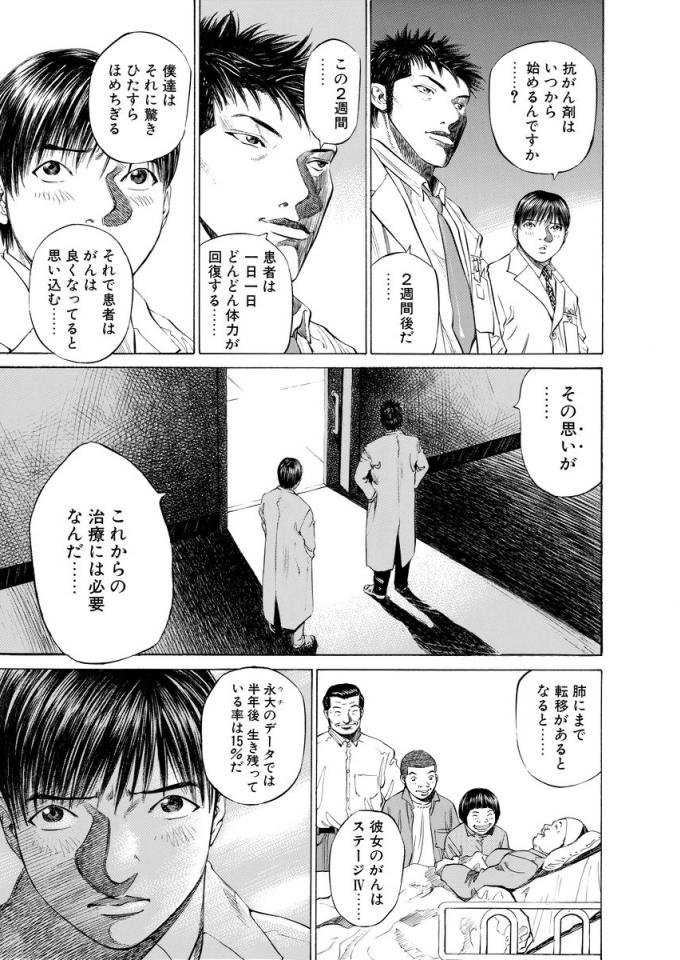 抗がん剤は
いつから
始めるんですか
……？
２週間後だ
……
この２週間
……
患者は
一日一日
どんどん体力が
回復する……
僕達は
それに驚き
ひたすら
ほめちぎる
それで患者は
がんは
良くなってると
思い込む……
その思いが
……
これからの
治療には必要
なんだ……
肺にまで
転移があると
なると……
彼女のがんは
ステージⅣ……
永大のデータでは
ウチ
半年後 生き残って
いる率は15％だ